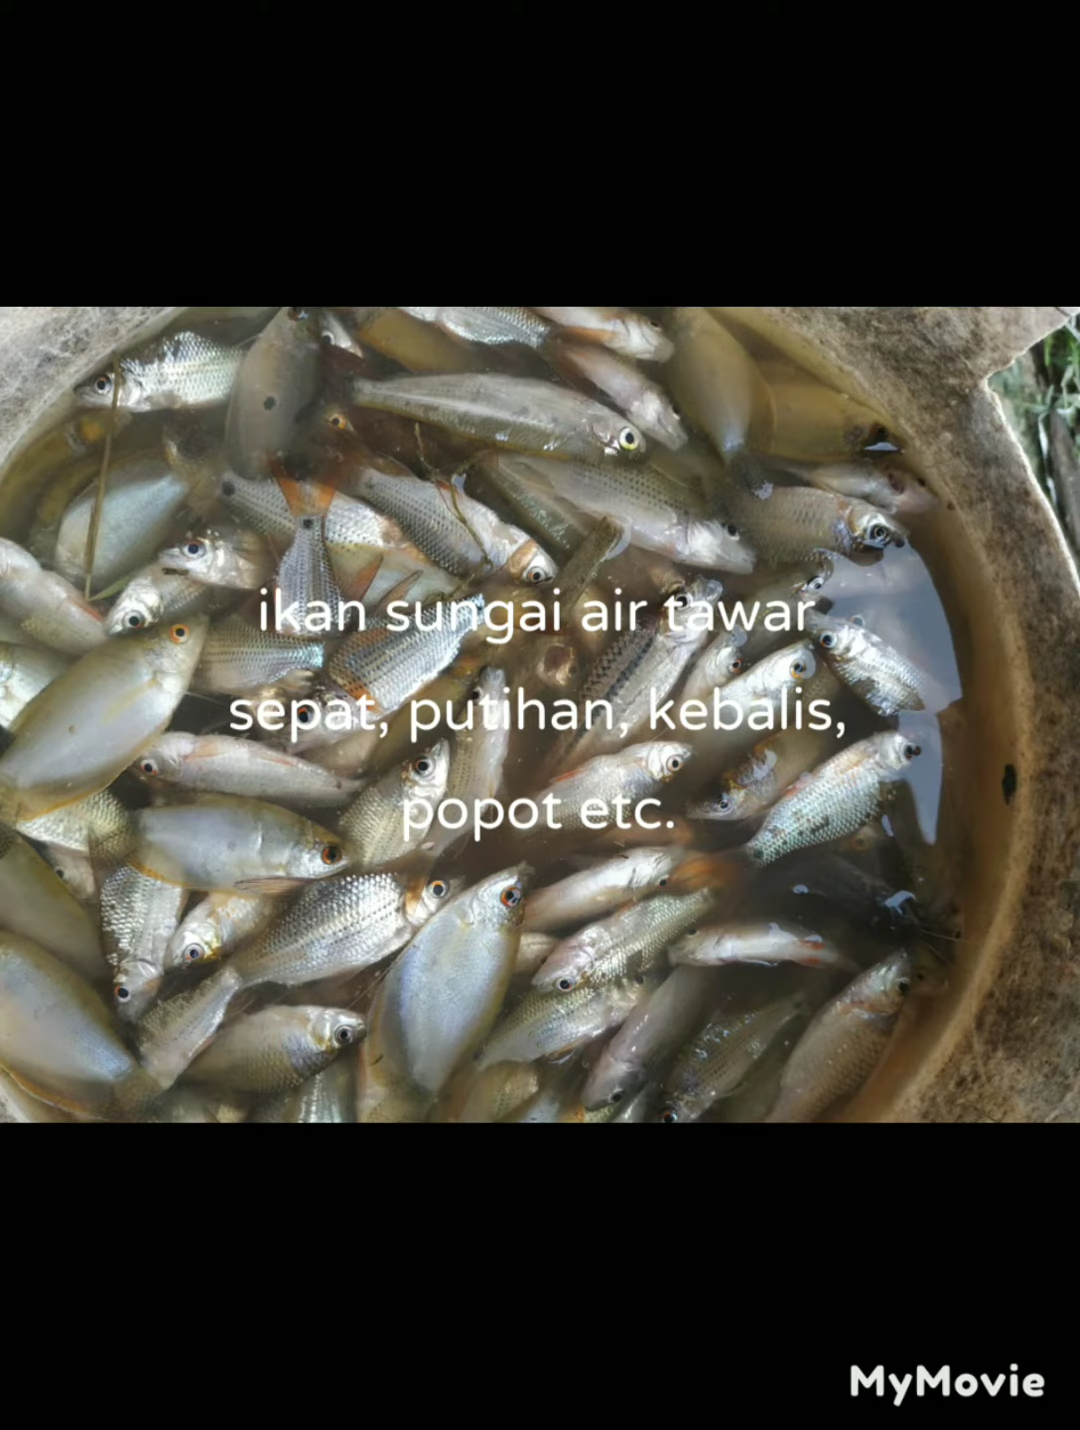 ikan sungai air tawar
sepat, putihan, kebalis,
popot etc.
MyMovie